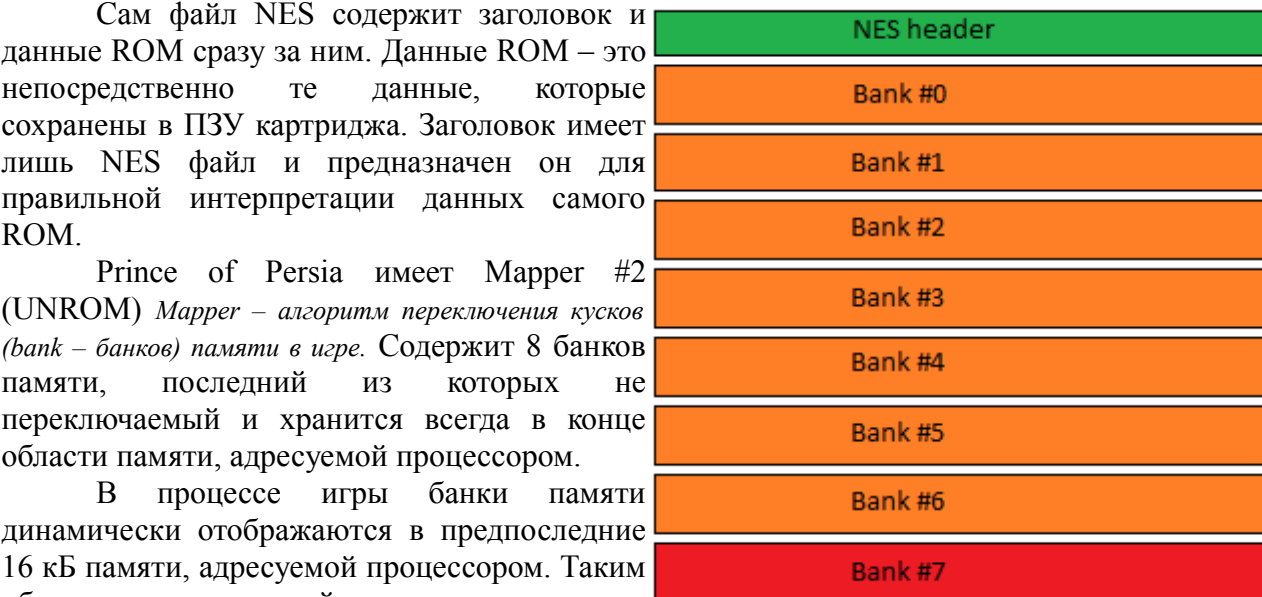 Сам файл NES содержит заголовок и
данные ROM сразу за ним. Данные ROM – это
непосредственно те данные, которые
сохранены в ПЗУ картриджа. Заголовок имеет
лишь NES файл и предназначен он для
правильной интерпретации данных самого
ROM.
Prince of Persia имеет Mapper #2
(UNROM) Mapper – алгоритм переключения кусков
(bank – банков) памяти в игре. Содержит 8 банков
памяти, последний из которых не
переключаемый и хранится всегда в конце
области памяти, адресуемой процессором.
В процессе игры банки памяти
динамически отображаются в предпоследние
16 кБ памяти, адресуемой процессором. Таким
NES header
Bank #0
Bank #1
Bank #2
Bank #3
Bank #4
Bank #5
Bank #6
Bank #7